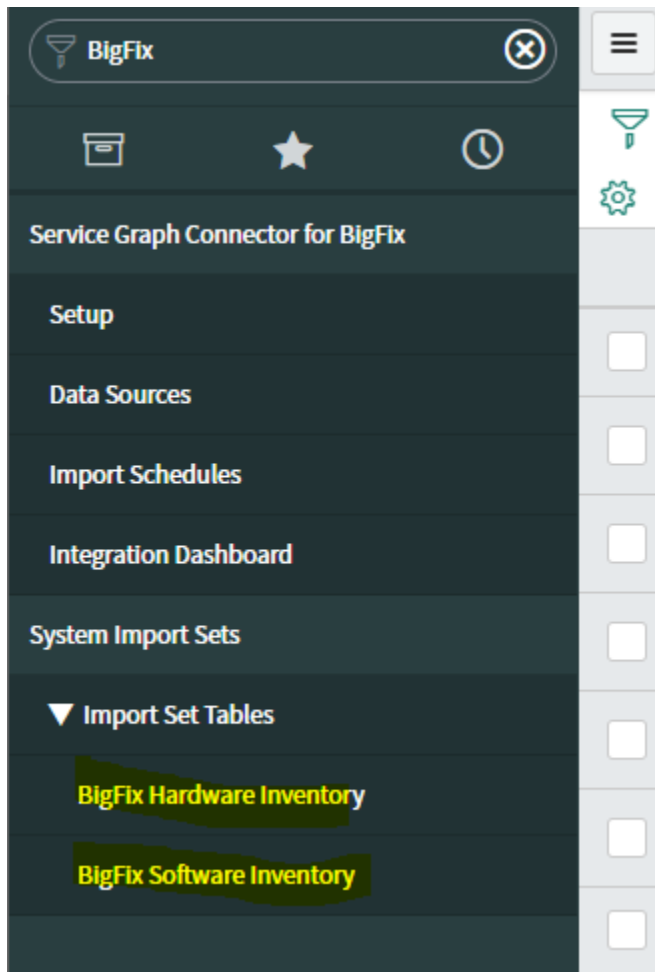 BigFix
Service Graph Connector for BigFix
Setup
Data Sources
Import Schedules
Integration Dashboard
System Import Sets
Import Set Tables
BigFix Hardware Inventory
BigFix Software Inventory